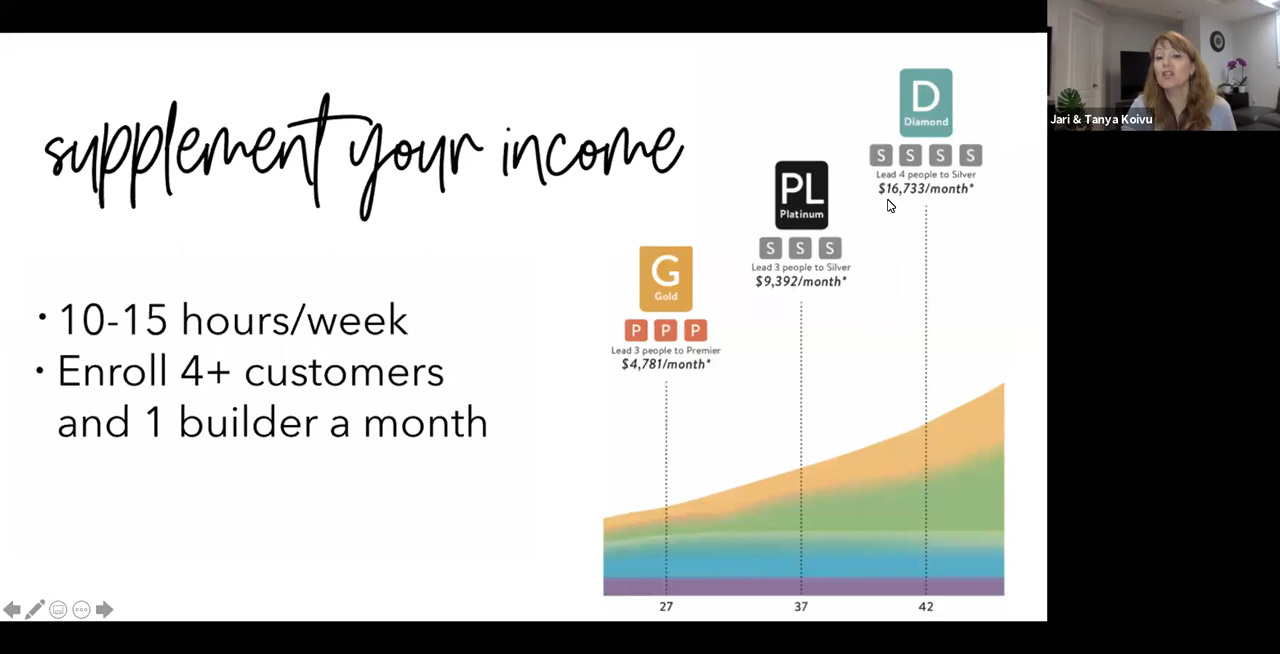 supplement your income
• 10-15 hours/week
• Enroll 4+ customers
and 1 builder a month
G
Gold
P P P
Lead 3 people to Premier
$4,781/month*
PL
Platinum
S S S
Lead 3 people to Silver
$9,392/month*
D
Diamond
S S S S
Lead 4 people to Silver
$16,733/month*
27 37 42
Jari & Tanya Koivu